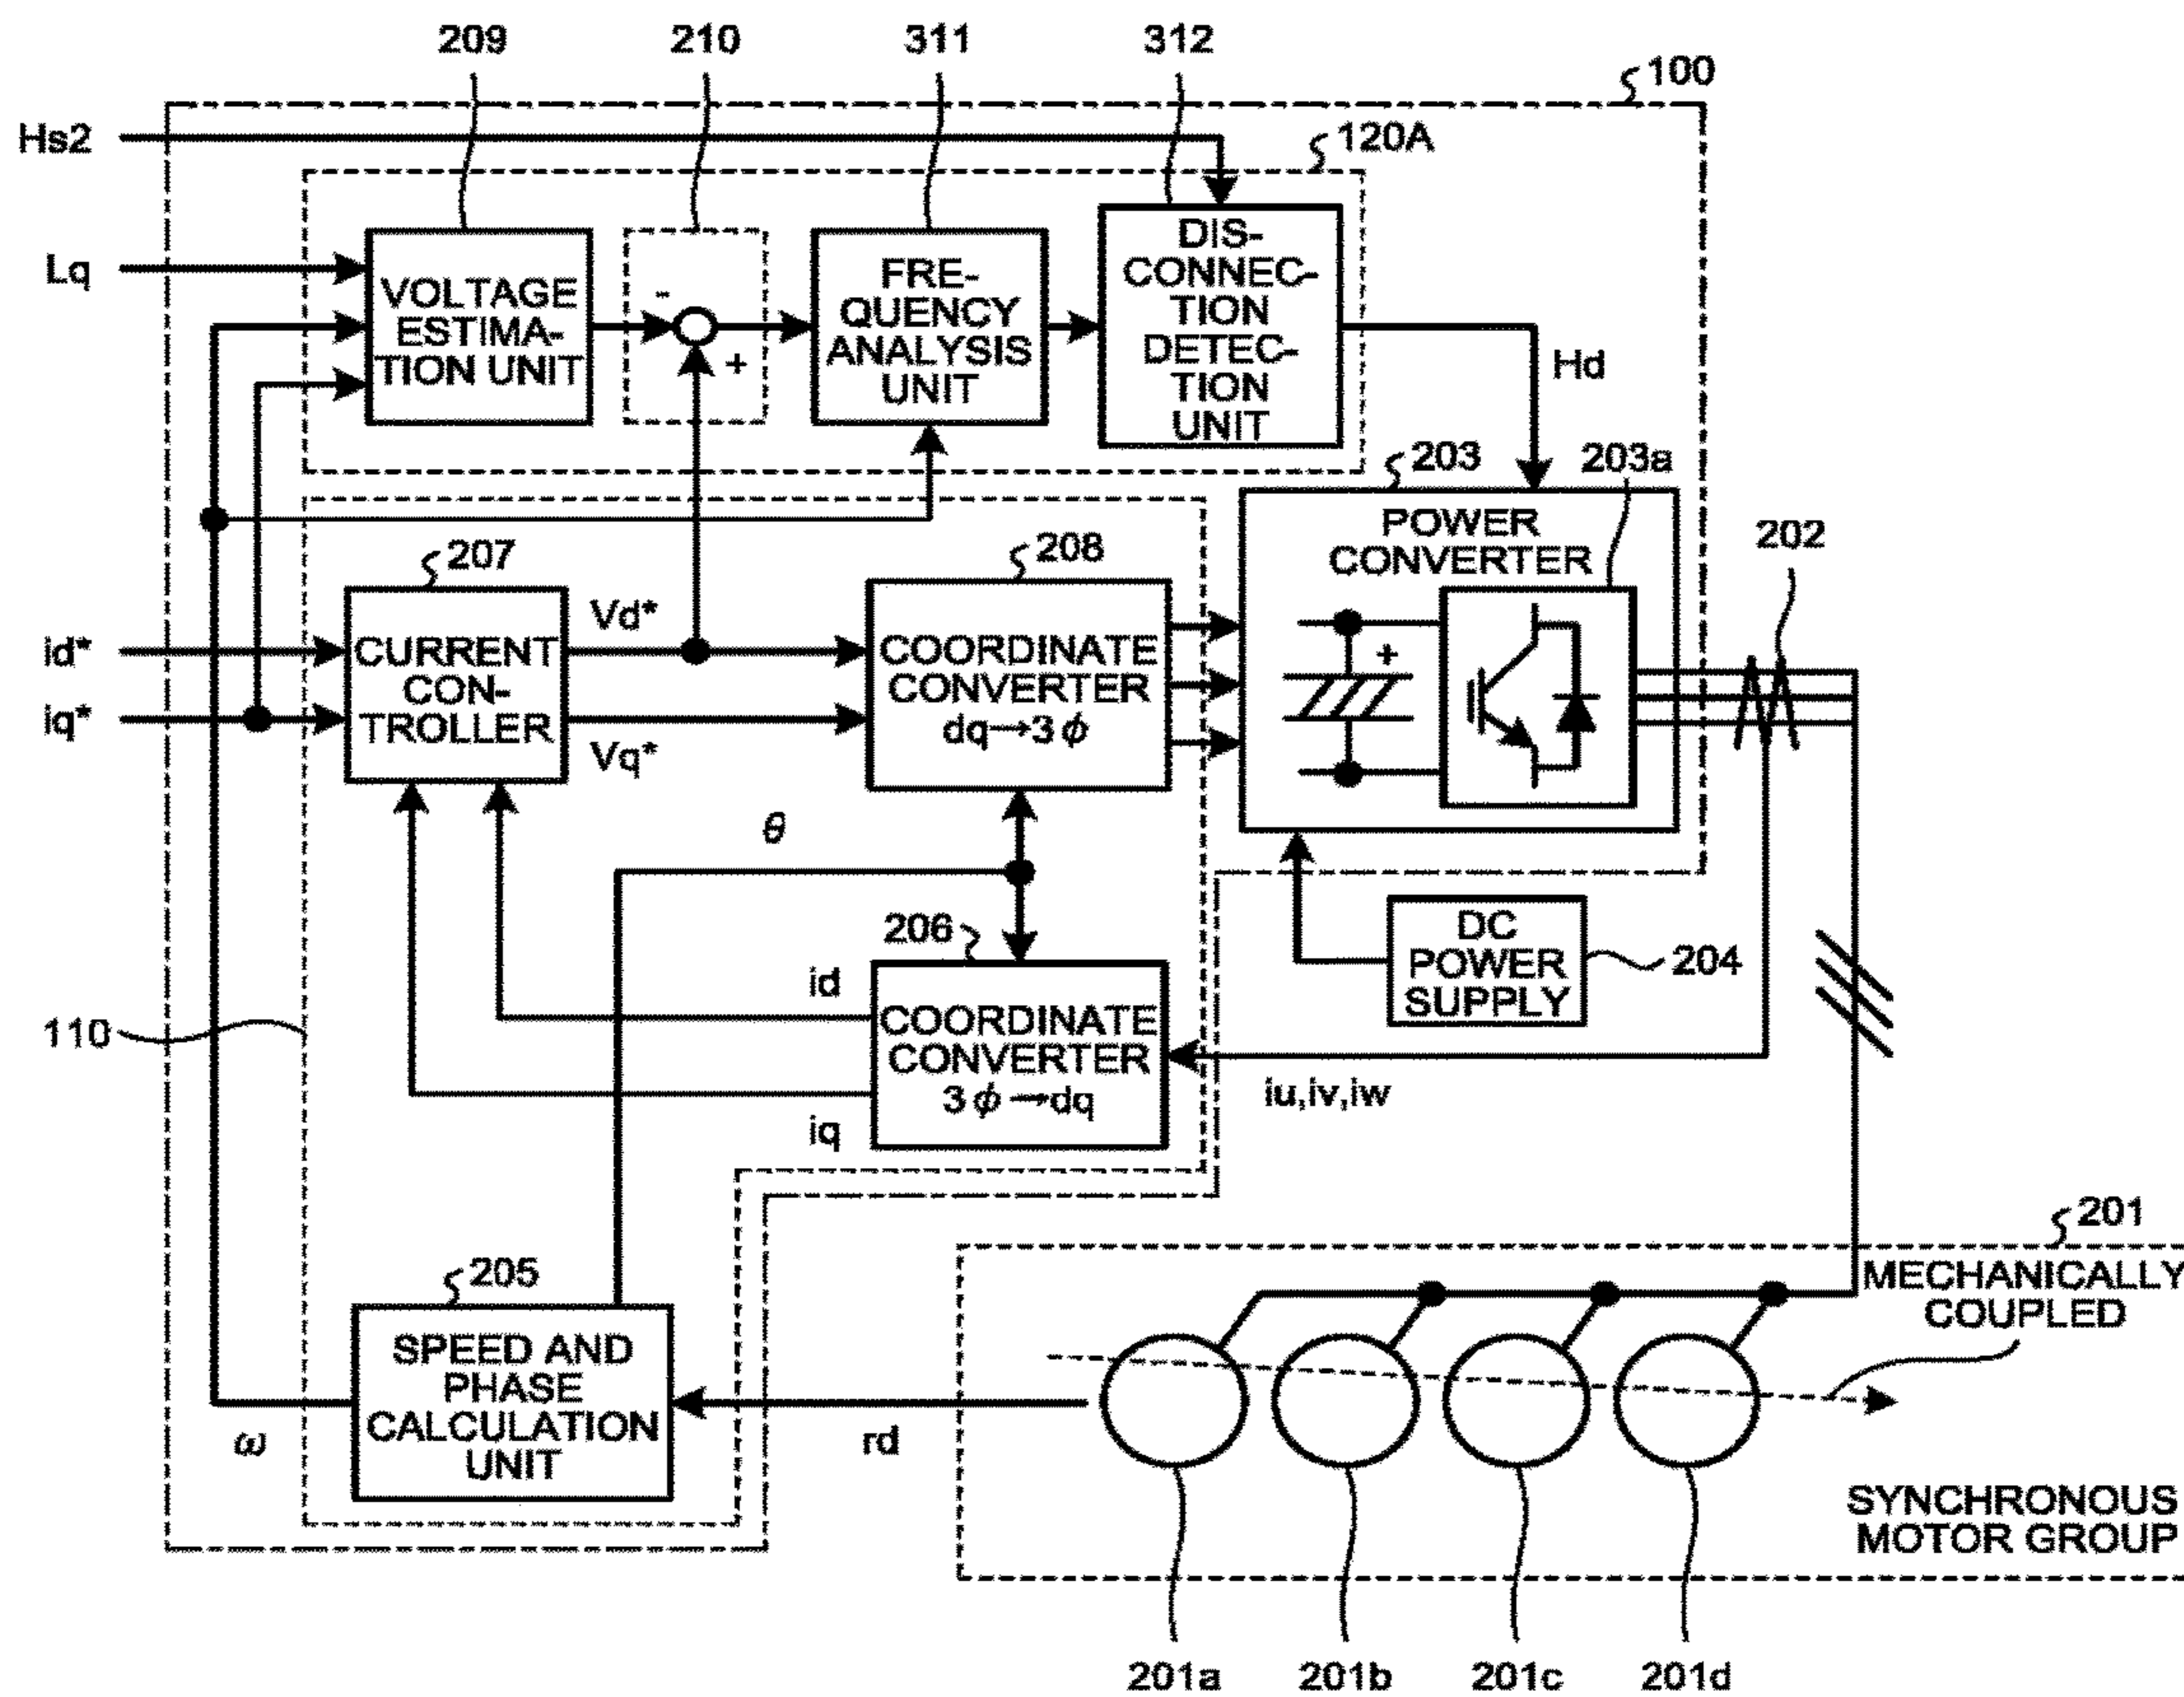 209
210
311
312
100
Hs2
120A
Lq
VOLTAGE
ESTIMA-
TION UNIT
-
+
FRE-
QUENCY
ANALYSIS
UNIT
DIS-
CONNEC-
TION
DETEC-
TION
UNIT
Hd
203
203a
POWER
CONVERTER
+
202
207
208
id*
iq*
CURRENT
CON-
TROLLER
Vd*
Vq*
COORDINATE
CONVERTER
dq→3ϕ
θ
206
id
iq
COORDINATE
CONVERTER
3ϕ→dq
DC
POWER
SUPPLY
204
110
iu,iv,iw
201
MECHANICALLY
COUPLED
205
SPEED AND
PHASE
CALCULATION
UNIT
ω
rd
SYNCHRONOUS
MOTOR GROUP
201a
201b
201c
201d